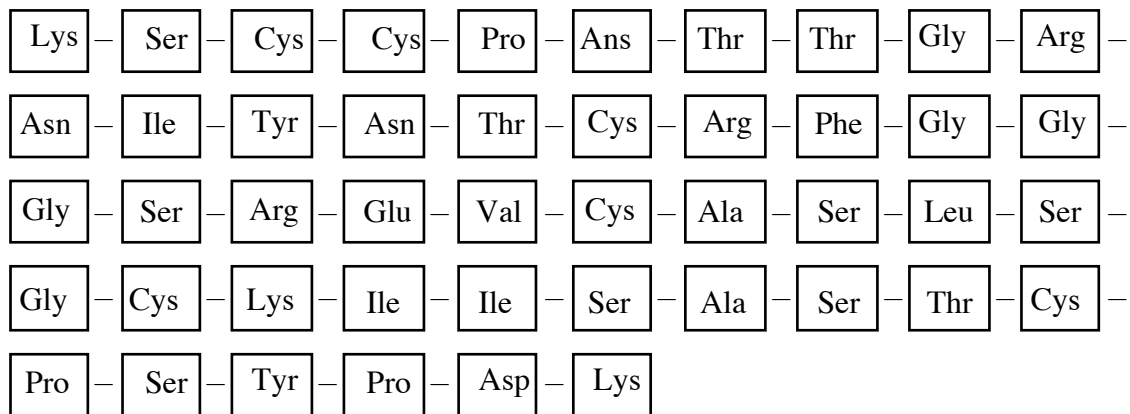 Lys – Ser – Cys – Cys – Pro – Ans – Thr – Thr – Gly – Arg –
Asn – Ile – Tyr – Asn – Thr – Cys – Arg – Phe – Gly – Gly –
Gly – Ser – Arg – Glu – Val – Cys – Ala – Ser – Leu – Ser –
Gly – Cys – Lys – Ile – Ile – Ser – Ala – Ser – Thr – Cys –
Pro – Ser – Tyr – Pro – Asp – Lys